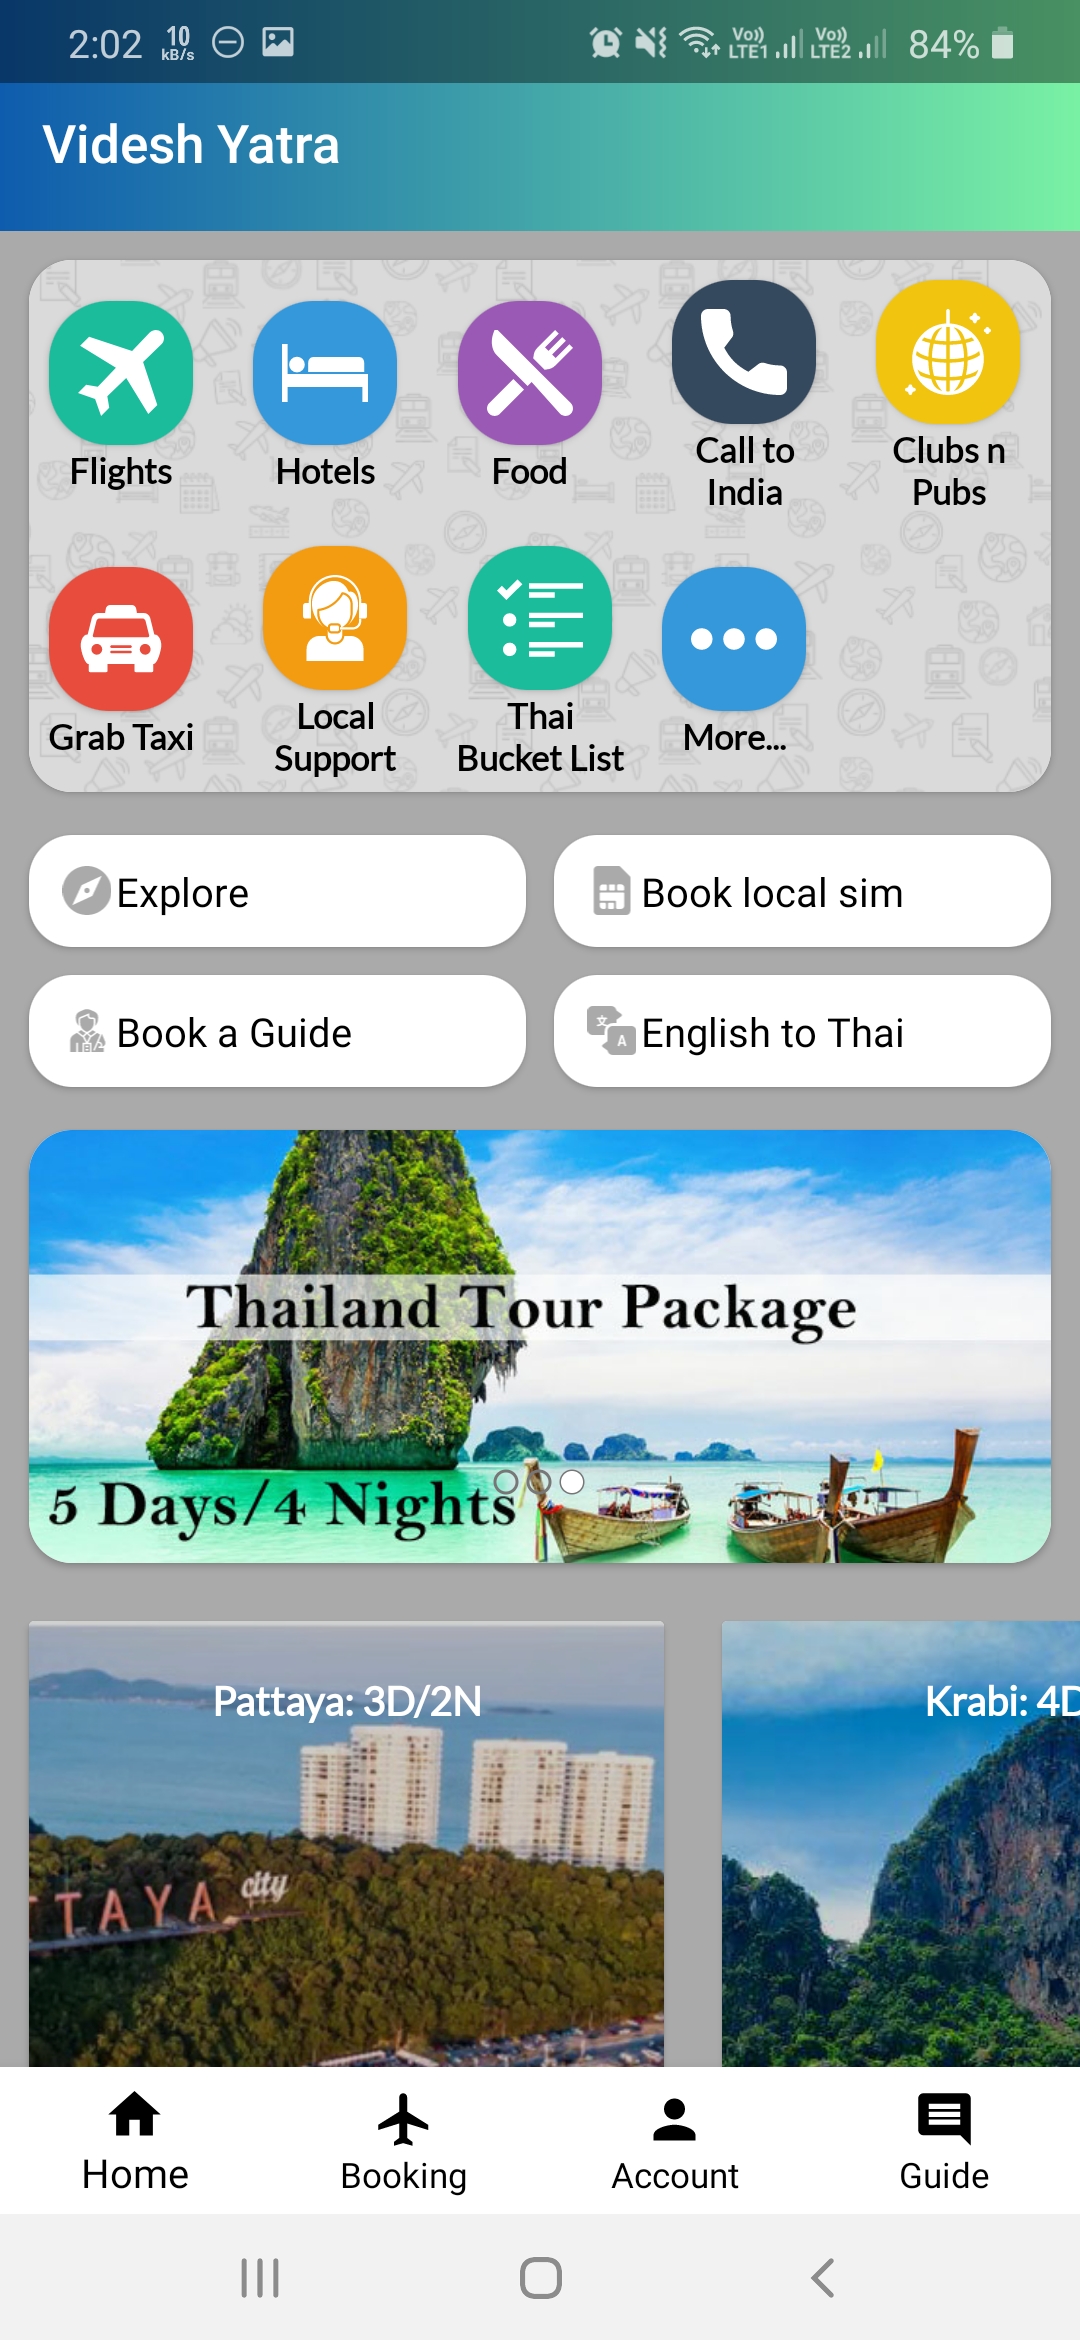 2:02 10 kB/s Vo)) LTE1 Vo)) LTE2 84%
Videsh Yatra
Flights
Hotels
Food
Call to
India
Clubs n
Pubs
Grab Taxi
Local
Support
Thai
Bucket List
More...
Explore
Book local sim
Book a Guide
English to Thai
Thailand Tour Package
5 Days/4 Nights
Pattaya: 3D/2N
Krabi: 4D
TTAYA city
Home
Booking
Account
Guide